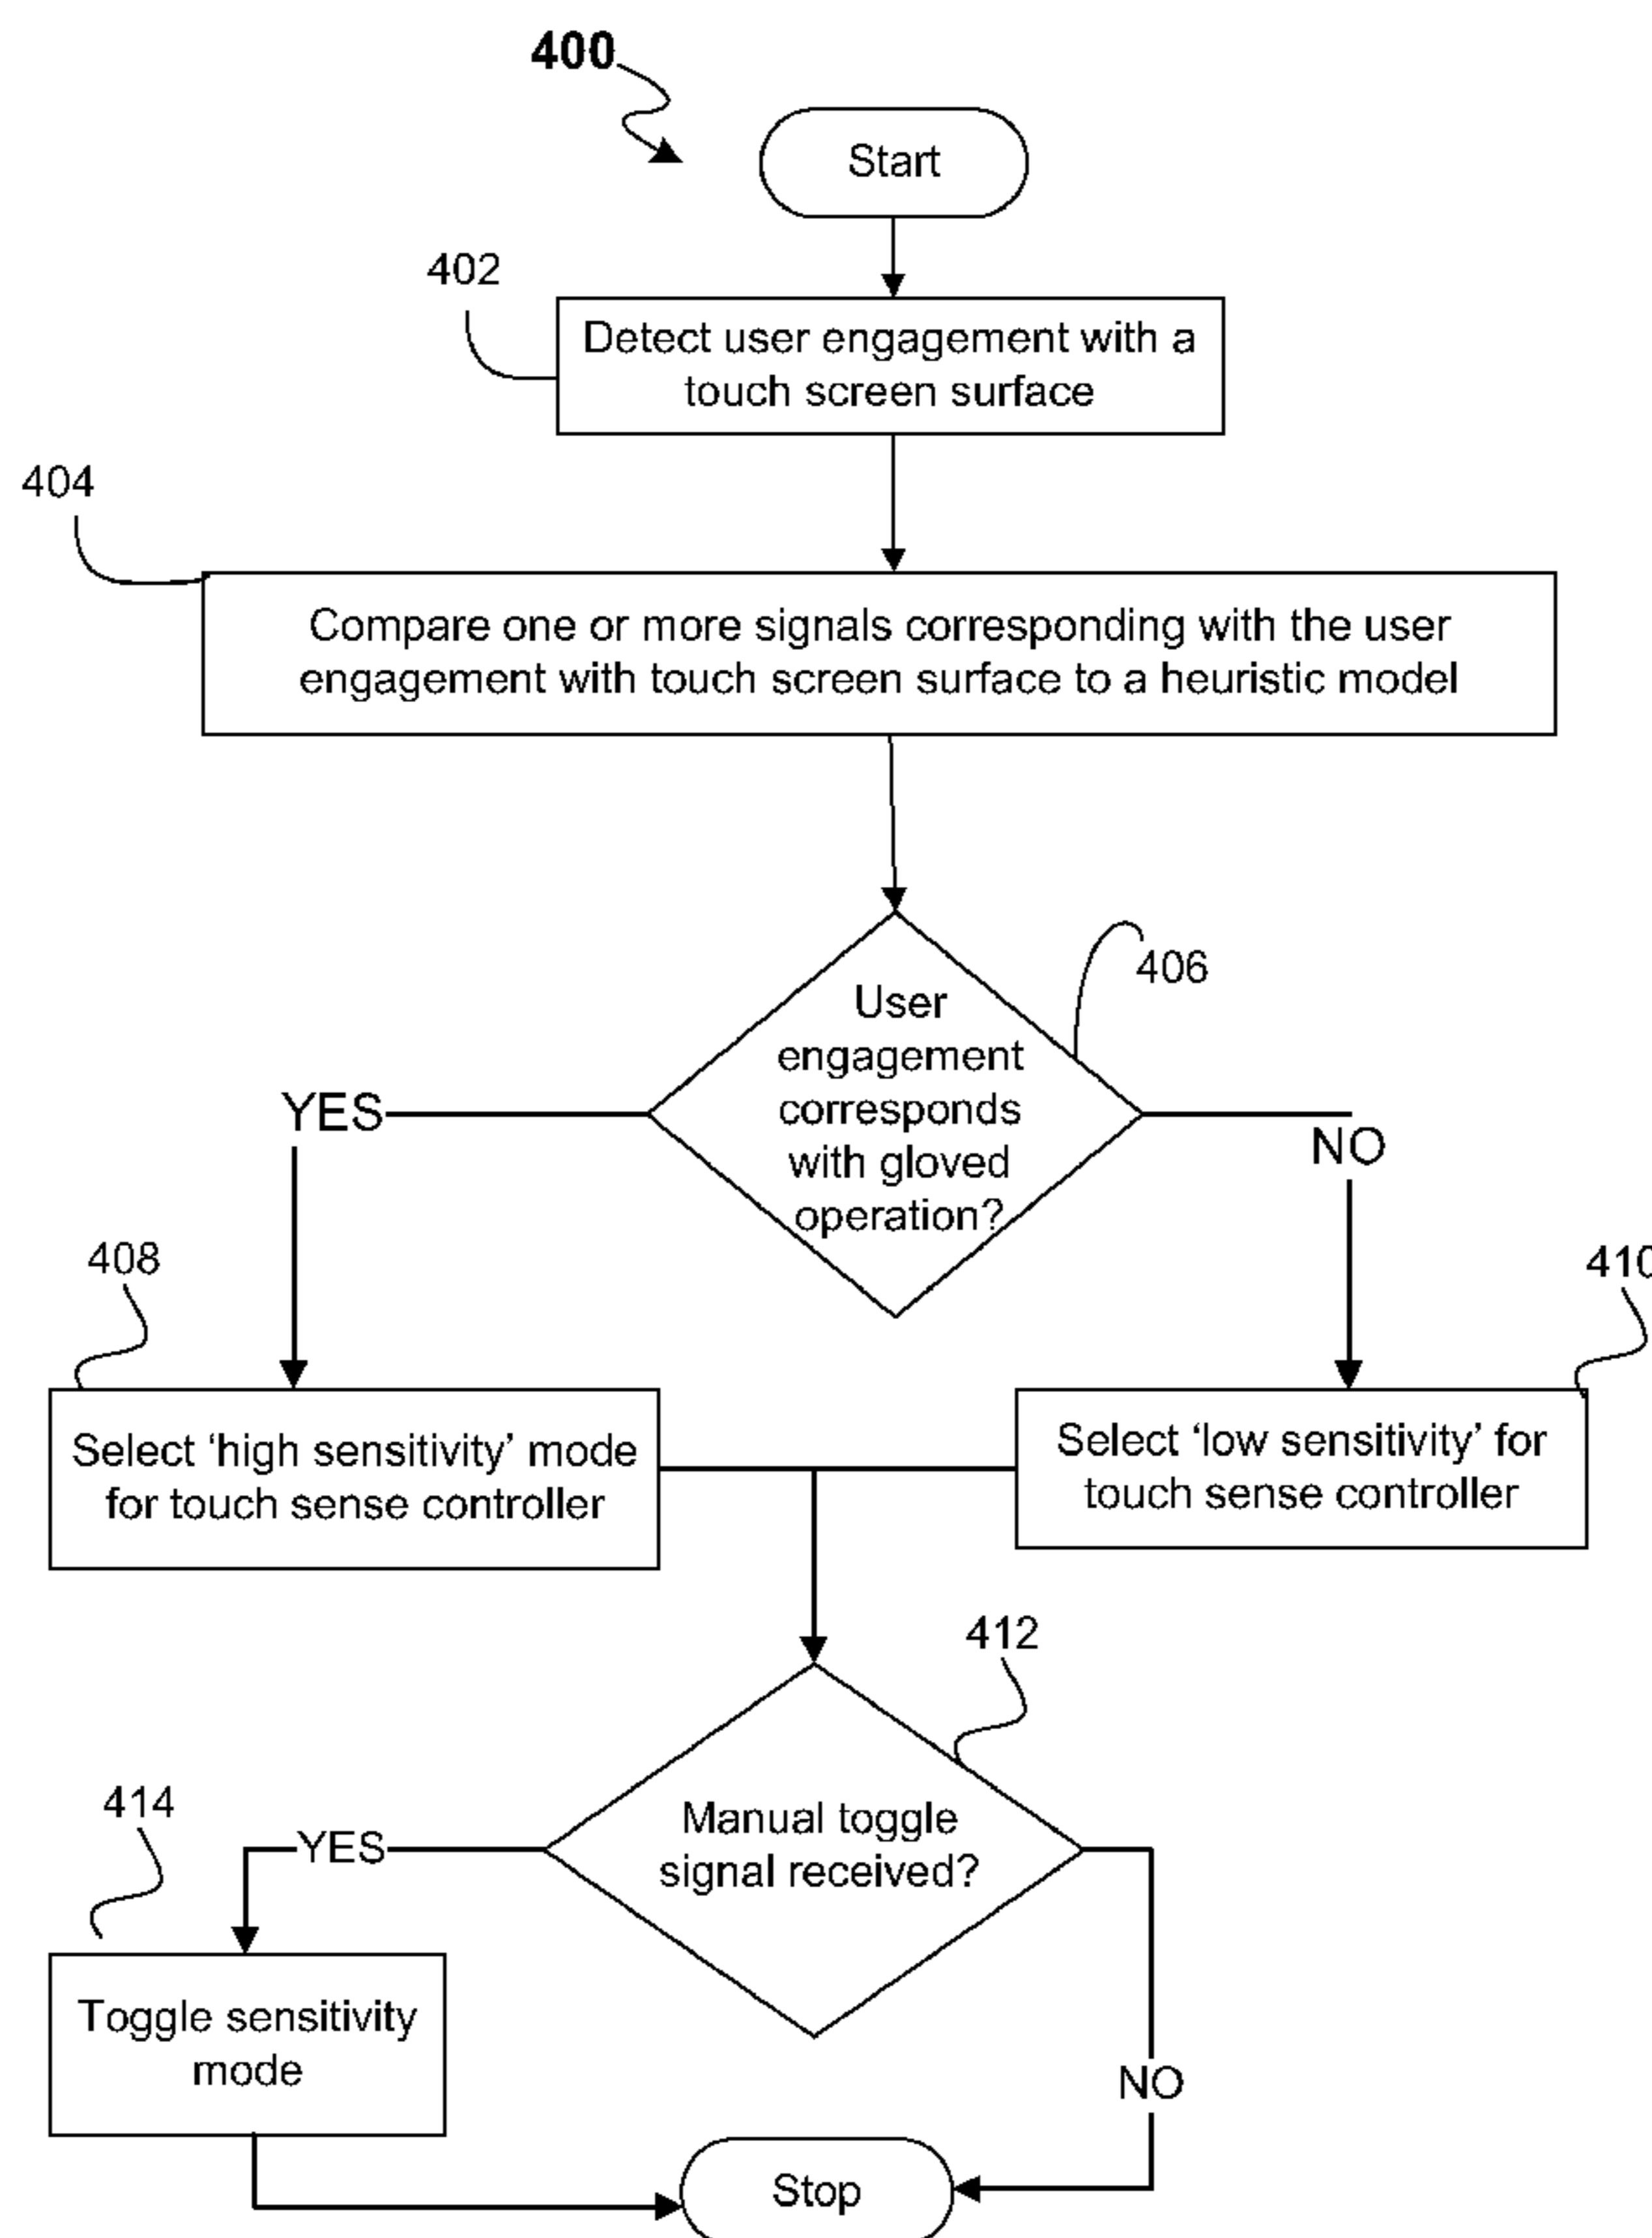 400
Start
402
Detect user engagement with a
touch screen surface
404
Compare one or more signals corresponding with the user
engagement with touch screen surface to a heuristic model
406
User
engagement
corresponds
with gloved
operation?
YES
NO
408
410
Select ‘high sensitivity’ mode
for touch sense controller
Select ‘low sensitivity’ for
touch sense controller
412
Manual toggle
signal received?
414
YES
Toggle sensitivity
mode
NO
Stop